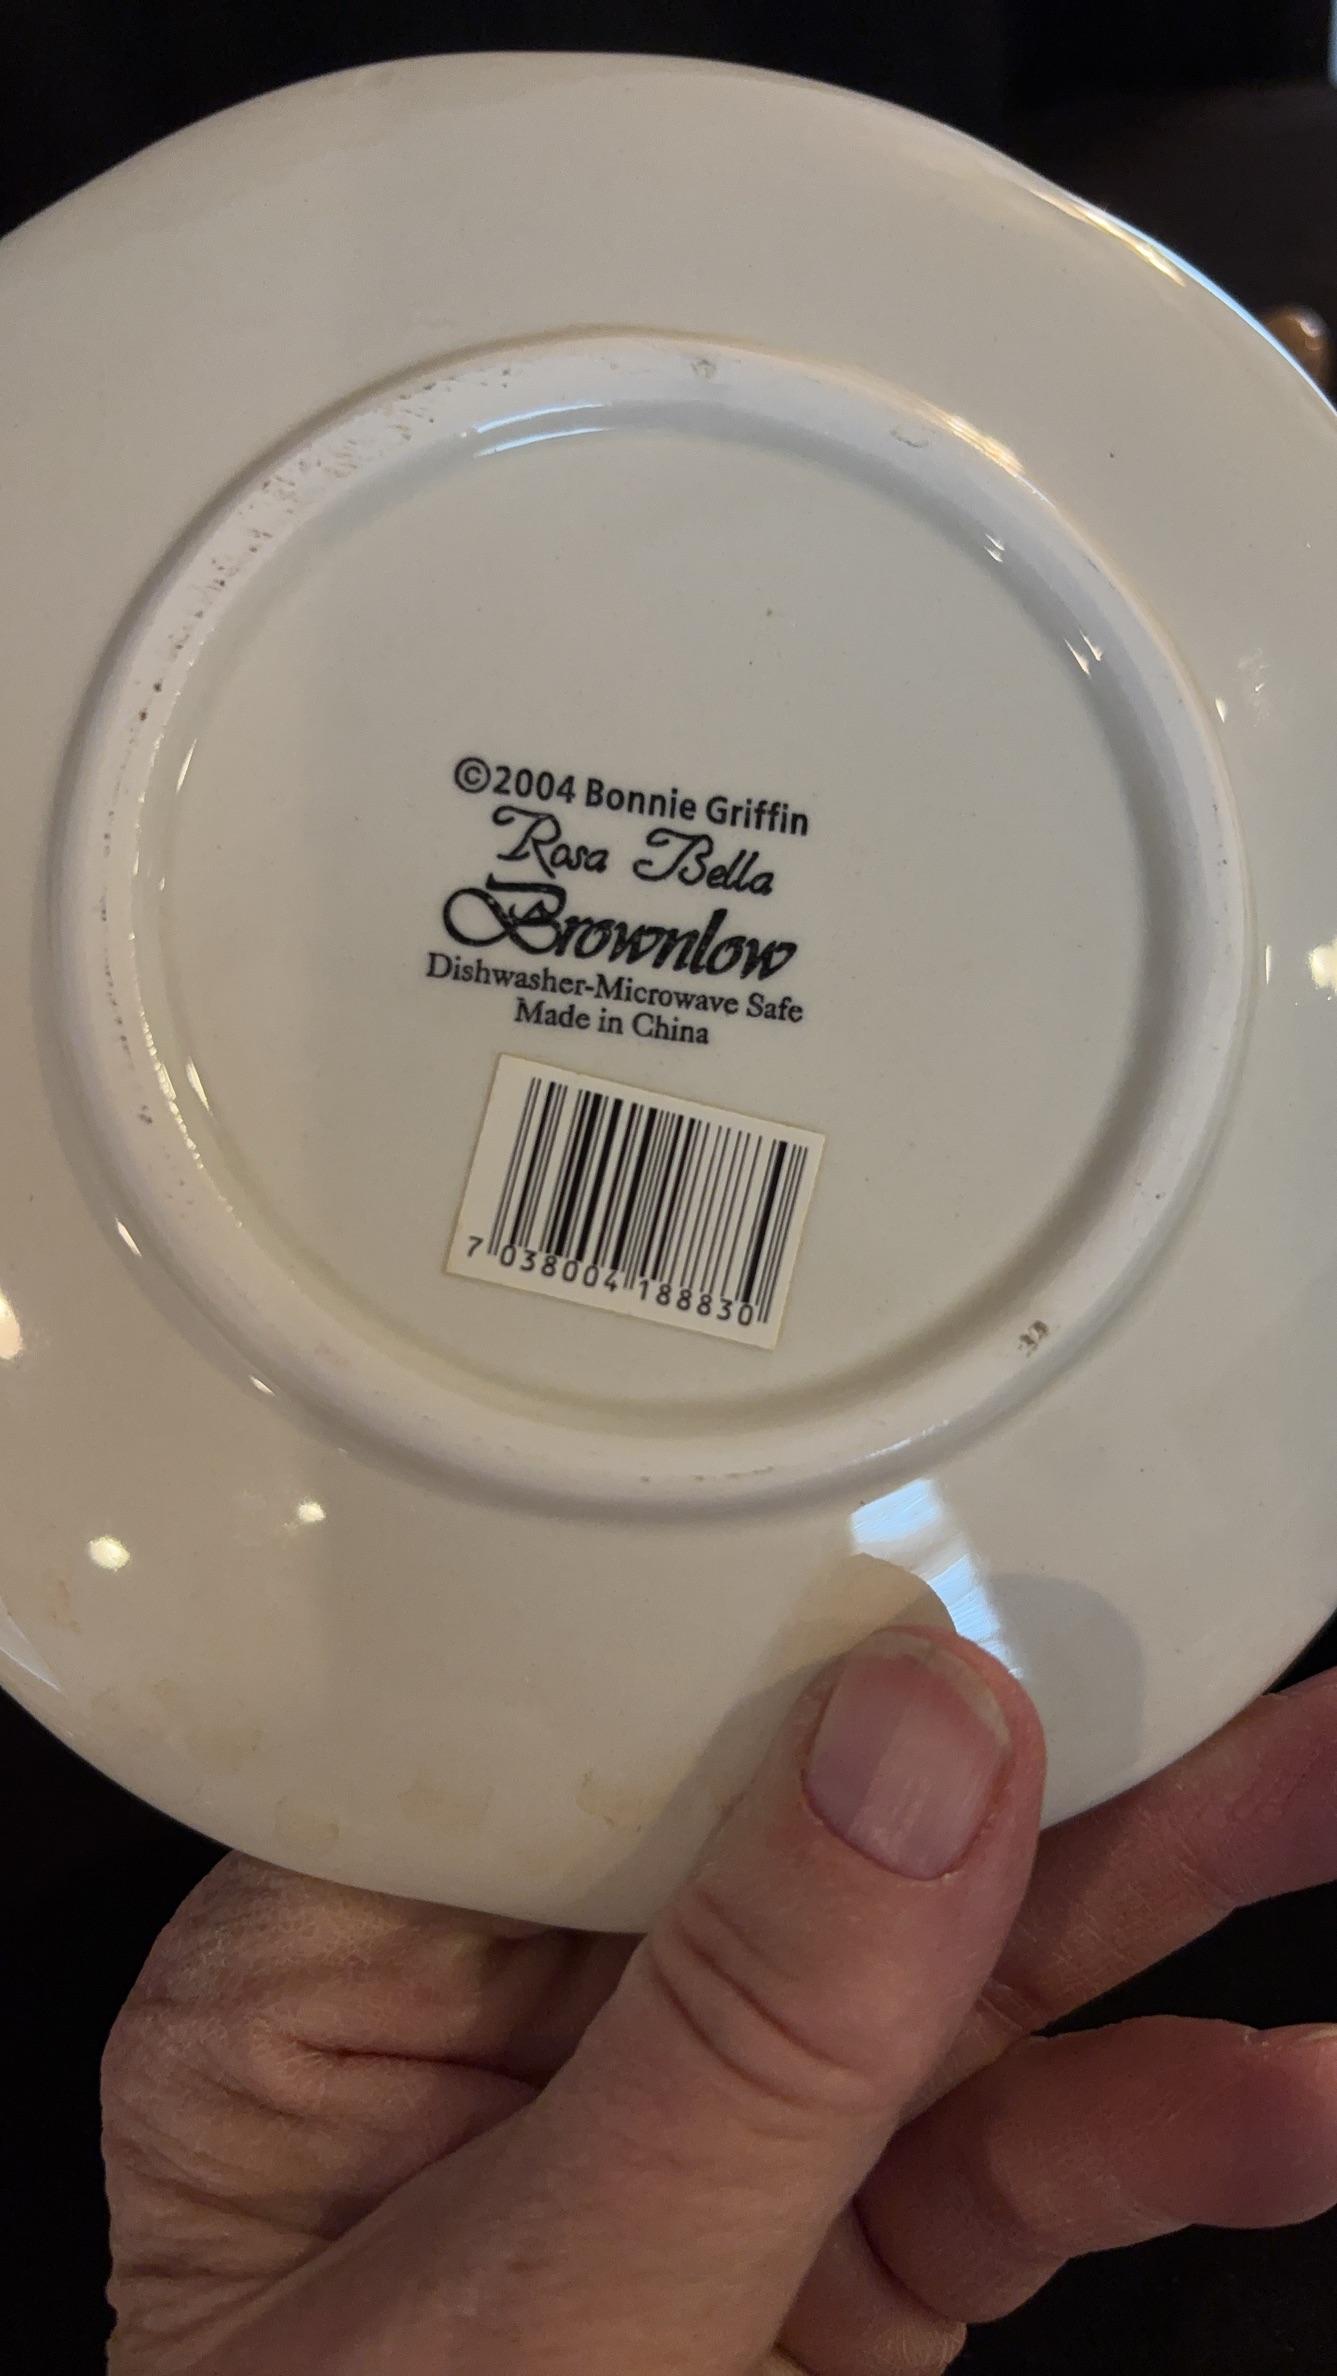 ©2004 Bonnie Griffin
Rosa Bella
Brownlow
Dishwasher-Microwave Safe
Made in China
7 038004 188830